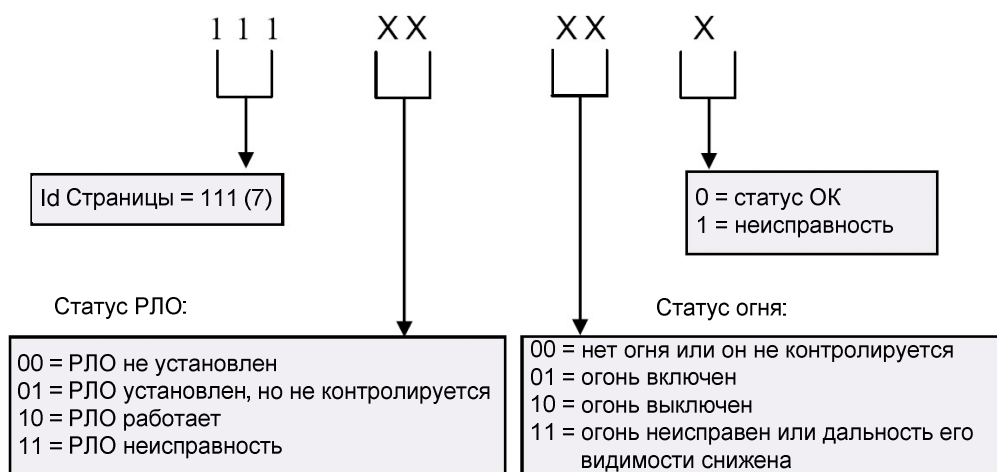 1 1 1 X X X X X
Id Страницы = 111 (7)
0 = статус ОК
1 = неисправность
Статус РЛО:
00 = РЛО не установлен
01 = РЛО установлен, но не контролируется
10 = РЛО работает
11 = РЛО неисправность
Статус огня:
00 = нет огня или он не контролируется
01 = огонь включен
10 = огонь выключен
11 = огонь неисправен или дальность его
видимости снижена